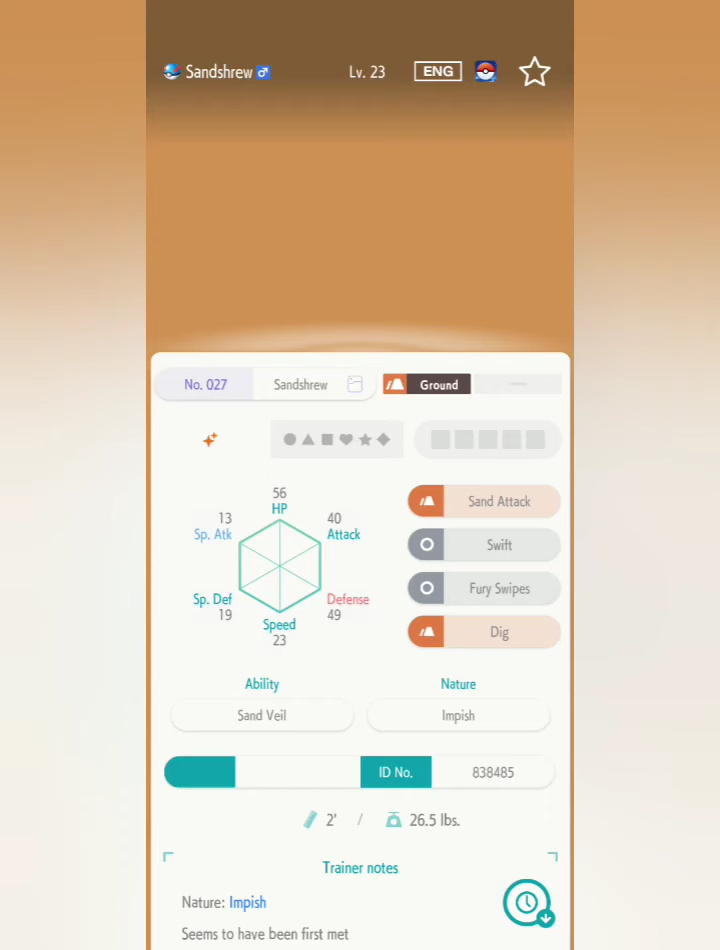 Sandshrew ♂ Lv. 23 ENG
No. 027 Sandshrew Ground
56
HP
13 40
Sp. Atk Attack
Sp. Def Defense
19 49
Speed
23
Sand Attack
Swift
Fury Swipes
Dig
Ability Nature
Sand Veil Impish
ID No. 838485
2' / 26.5 lbs.
Trainer notes
Nature: Impish
Seems to have been first met